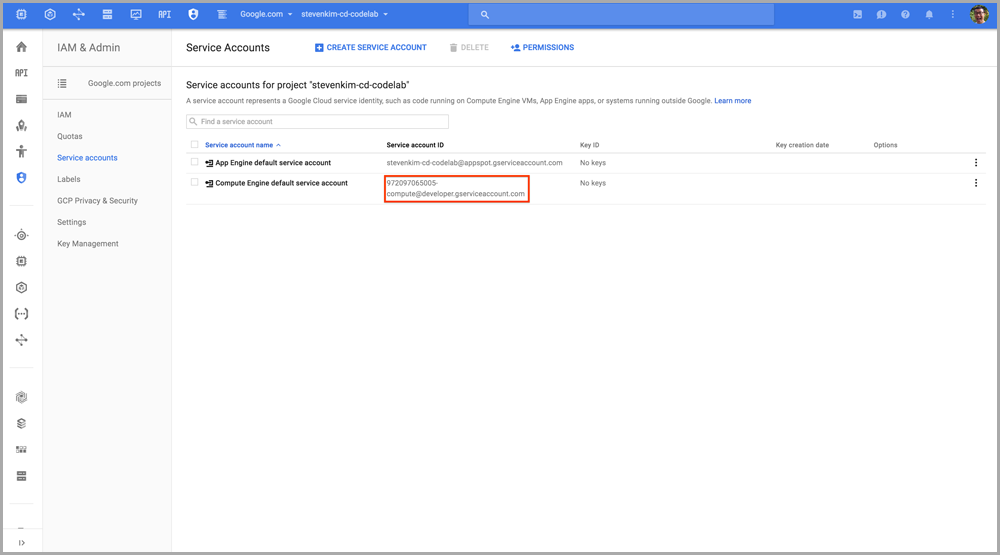 API
Google.com
stevenkim-cd-codelab
IAM & Admin
Service Accounts
CREATE SERVICE ACCOUNT
DELETE
PERMISSIONS
API
Google.com projects
IAM
Quotas
Service accounts
Labels
GCP Privacy & Security
Settings
Key Management
Service accounts for project "stevenkim-cd-codelab"
A service account represents a Google Cloud service identity, such as code running on Compute Engine VMs, App Engine apps, or systems running outside Google. Learn more
Find a service account
Service account name Service account ID Key ID Key creation date Options
App Engine default service account stevenkim-cd-codelab@appspot.gserviceaccount.com No keys
Compute Engine default service account 972097065005-
compute@developer.gserviceaccount.com No keys